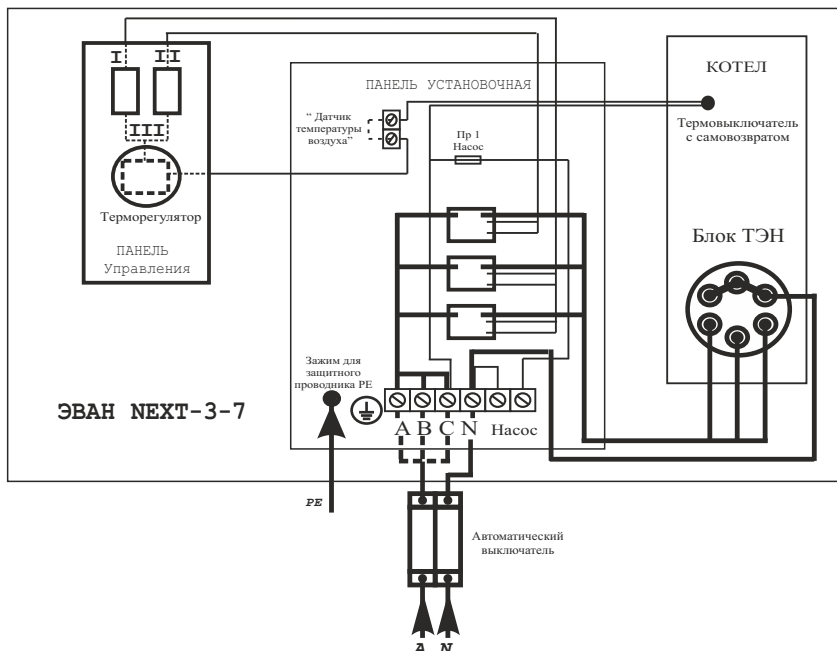 I II
III
Терморегулятор
ПАНЕЛЬ
Управления
ПАНЕЛЬ УСТАНОВОЧНАЯ
“ Датчик
температуры
воздуха”
Пр 1
Насос
КОТЕЛ
Термовыключатель
с самовозвратом
Блок ТЭН
Зажим для
защитного
проводника PE
ЭВАН NEXT-3-7
A B C N Насос
PE
Автоматический
выключатель
A N